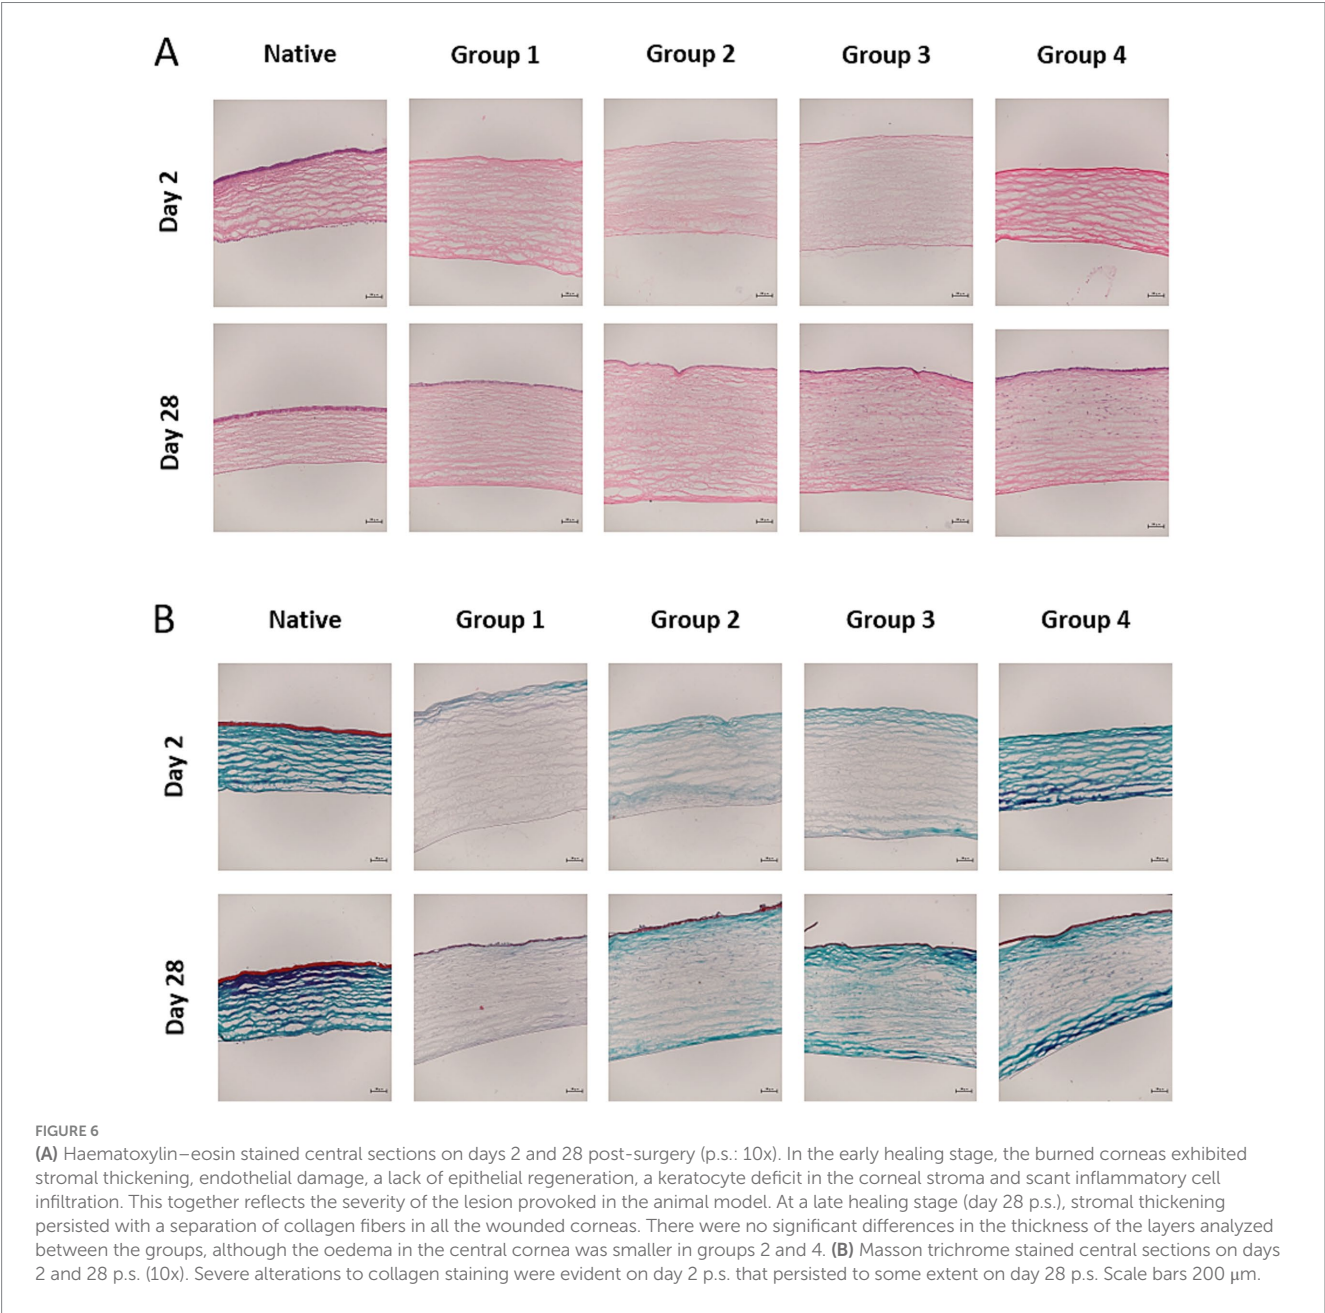 A
Native Group 1 Group 2 Group 3 Group 4
Day 2
Day 28
B
Native Group 1 Group 2 Group 3 Group 4
Day 2
Day 28
FIGURE 6
(A) Haematoxylin–eosin stained central sections on days 2 and 28 post-surgery (p.s.: 10x). In the early healing stage, the burned corneas exhibited
stromal thickening, endothelial damage, a lack of epithelial regeneration, a keratocyte deficit in the corneal stroma and scant inflammatory cell
infiltration. This together reflects the severity of the lesion provoked in the animal model. At a late healing stage (day 28 p.s.), stromal thickening
persisted with a separation of collagen fibers in all the wounded corneas. There were no significant differences in the thickness of the layers analyzed
between the groups, although the oedema in the central cornea was smaller in groups 2 and 4. (B) Masson trichrome stained central sections on days
2 and 28 p.s. (10x). Severe alterations to collagen staining were evident on day 2 p.s. that persisted to some extent on day 28 p.s. Scale bars 200 μm.